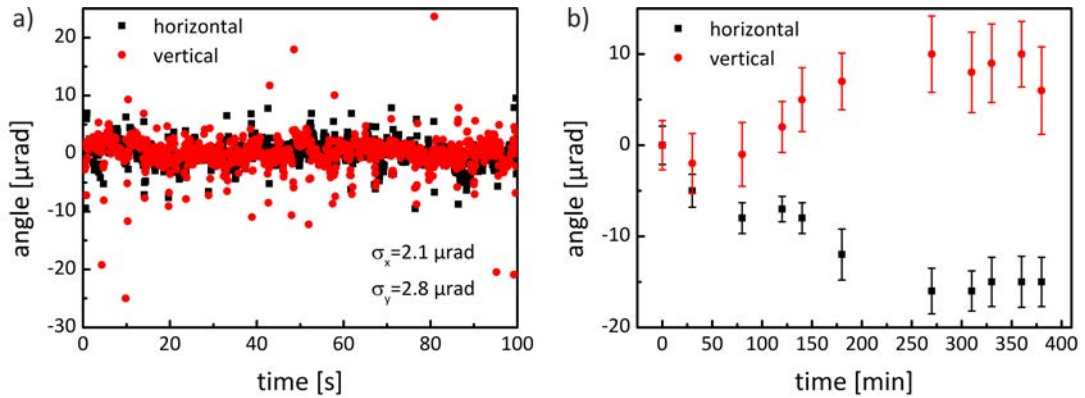 a)
horizontal
vertical
angle [µrad]
20
10
0
-10
-20
-30
σx=2.1 µrad
σy=2.8 µrad
0 20 40 60 80 100
time [s]
b)
horizontal
vertical
angle [µrad]
10
0
-10
-20
0 50 100 150 200 250 300 350 400
time [min]